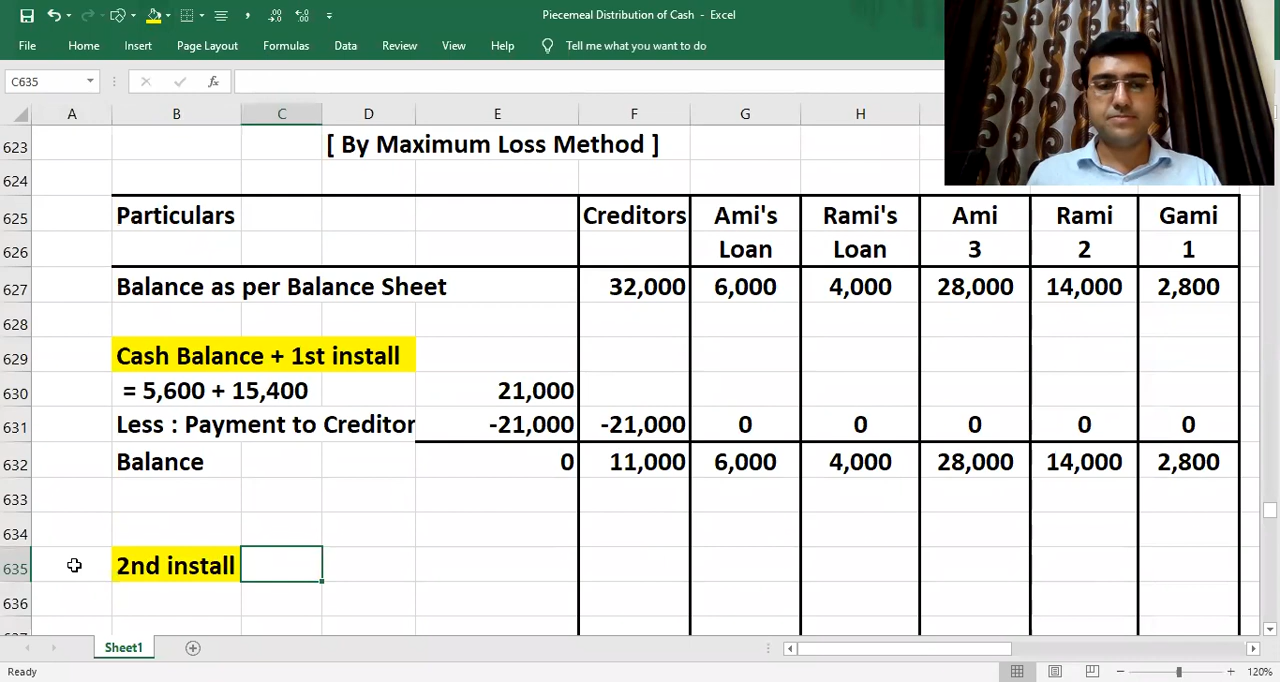 Piecemeal Distribution of Cash - Excel
File Home Insert Page Layout Formulas Data Review View Help Tell me what you want to do
C635 fx
A B C D E F G H
623 [ By Maximum Loss Method ]
624
625 Particulars Creditors Ami's Rami's Ami Rami Gami
626 Loan Loan 3 2 1
627 Balance as per Balance Sheet 32,000 6,000 4,000 28,000 14,000 2,800
628
629 Cash Balance + 1st install
630 = 5,600 + 15,400 21,000
631 Less : Payment to Creditor -21,000 -21,000 0 0 0 0 0
632 Balance 0 11,000 6,000 4,000 28,000 14,000 2,800
633
634
635 2nd install
636
Sheet1
Ready 120%